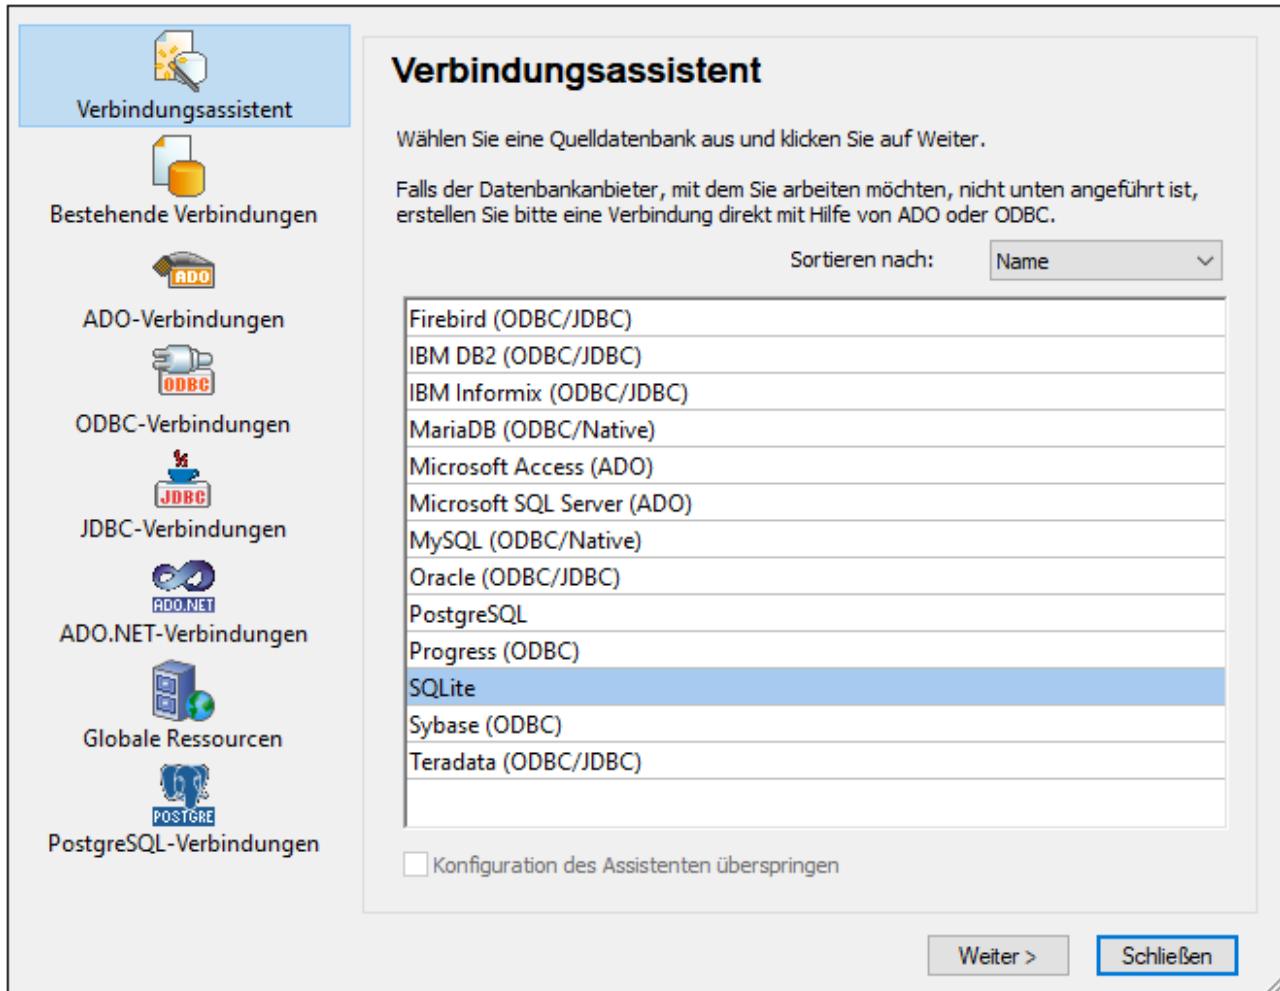 Verbindungsassistent
Bestehende Verbindungen
ADO
ADO-Verbindungen
ODBC
ODBC-Verbindungen
JDBC
JDBC-Verbindungen
ADO.NET
ADO.NET-Verbindungen
Globale Ressourcen
POSTGRE
PostgreSQL-Verbindungen
Verbindungsassistent
Wählen Sie eine Quelldatenbank aus und klicken Sie auf Weiter.
Falls der Datenbankanbieter, mit dem Sie arbeiten möchten, nicht unten angeführt ist,
erstellen Sie bitte eine Verbindung direkt mit Hilfe von ADO oder ODBC.
Sortieren nach: Name
Firebird (ODBC/JDBC)
IBM DB2 (ODBC/JDBC)
IBM Informix (ODBC/JDBC)
MariaDB (ODBC/Native)
Microsoft Access (ADO)
Microsoft SQL Server (ADO)
MySQL (ODBC/Native)
Oracle (ODBC/JDBC)
PostgreSQL
Progress (ODBC)
SQLite
Sybase (ODBC)
Teradata (ODBC/JDBC)
Konfiguration des Assistenten überspringen
Weiter > Schließen